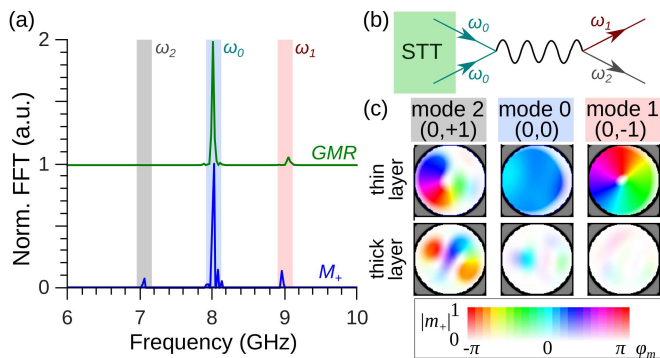 (a)
2
1
0
Norm. FFT (a.u.)
ω₂
ω₀
ω₁
GMR
M₊
6
7
8
9
10
Frequency (GHz)
(b)
STT
ω₀
ω₀
ω₁
ω₂
(c)
mode 2
(0,+1)
mode 0
(0,0)
mode 1
(0,-1)
thin
layer
thick
layer
|m₊|
1
0
-π
0
π
φₘ